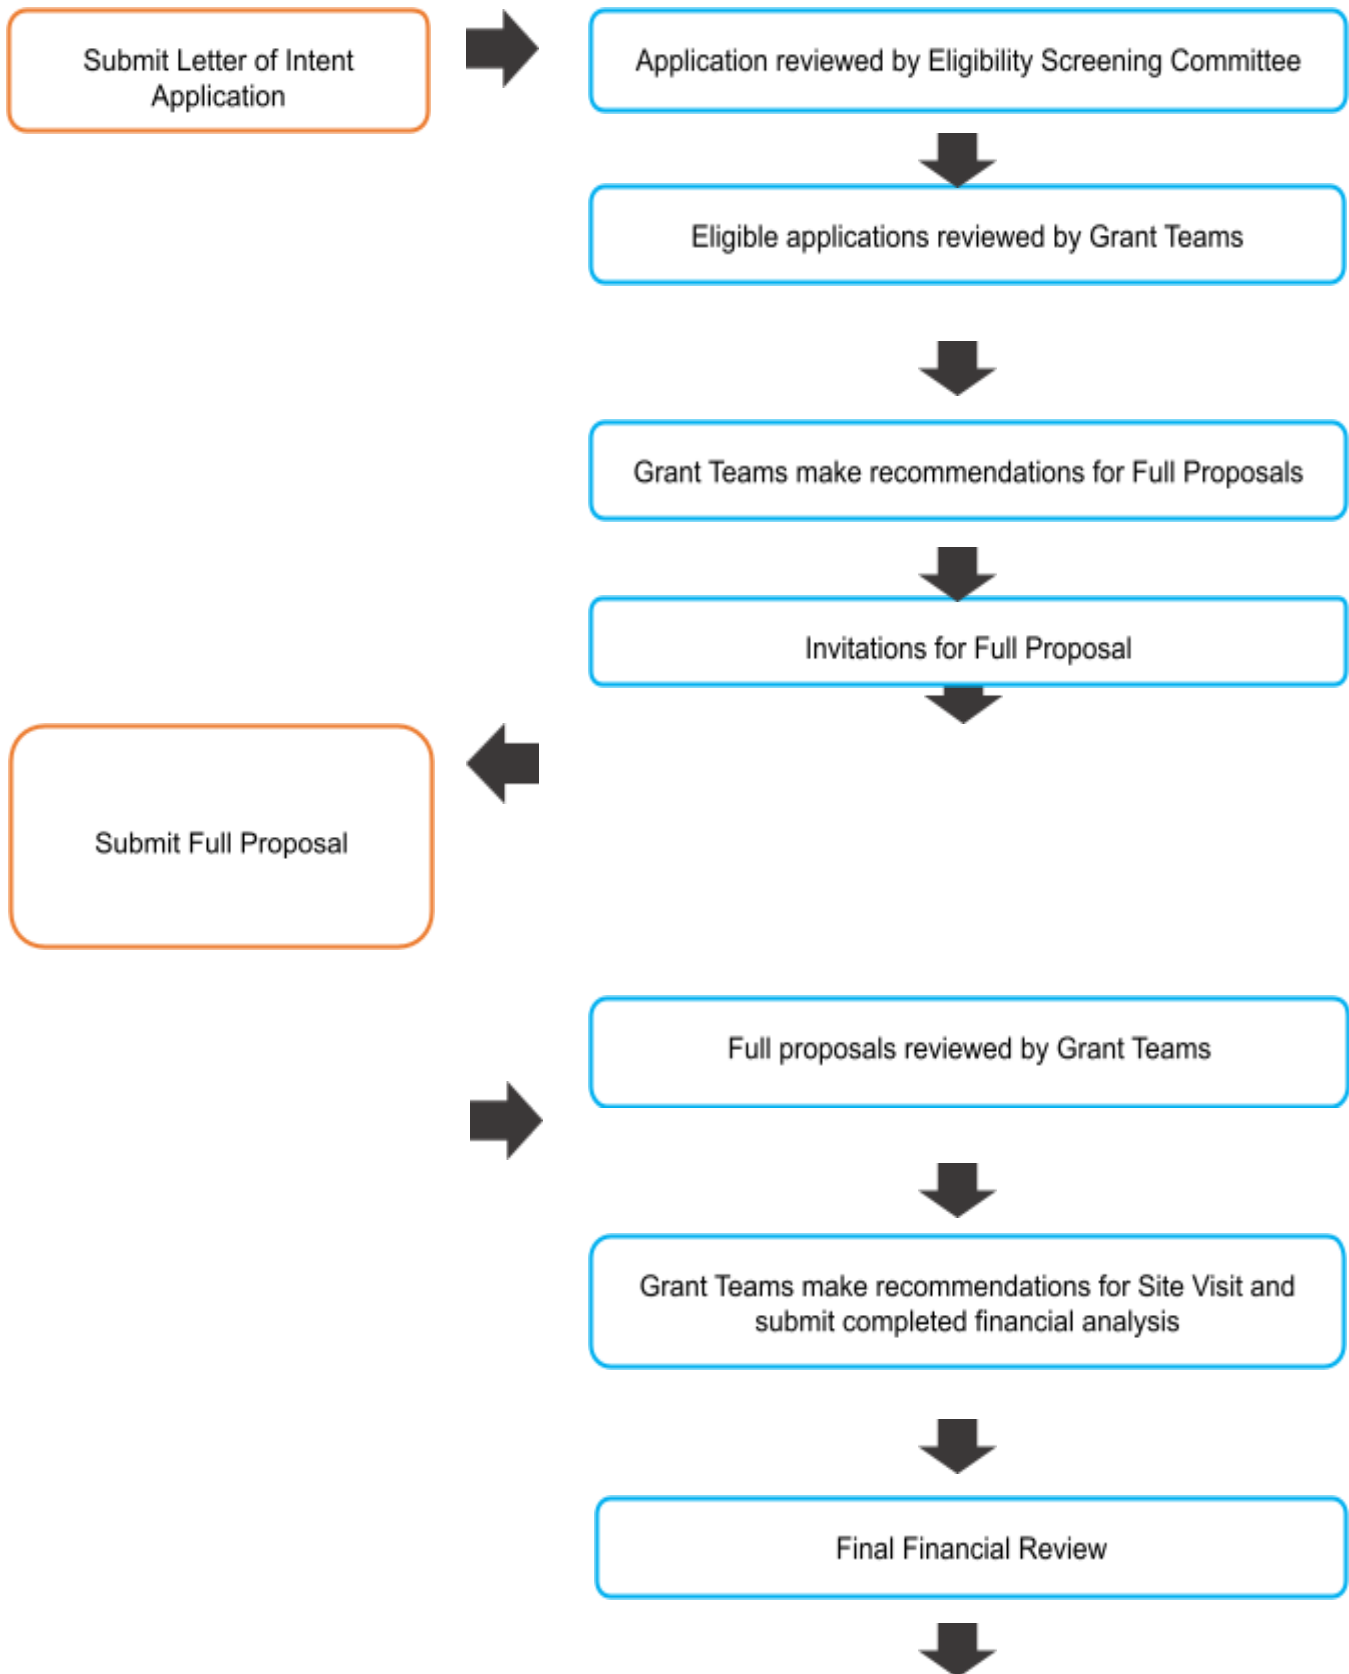 Submit Letter of Intent
Application
Application reviewed by Eligibility Screening Committee
Eligible applications reviewed by Grant Teams
Grant Teams make recommendations for Full Proposals
Invitations for Full Proposal
Submit Full Proposal
Full proposals reviewed by Grant Teams
Grant Teams make recommendations for Site Visit and
submit completed financial analysis
Final Financial Review